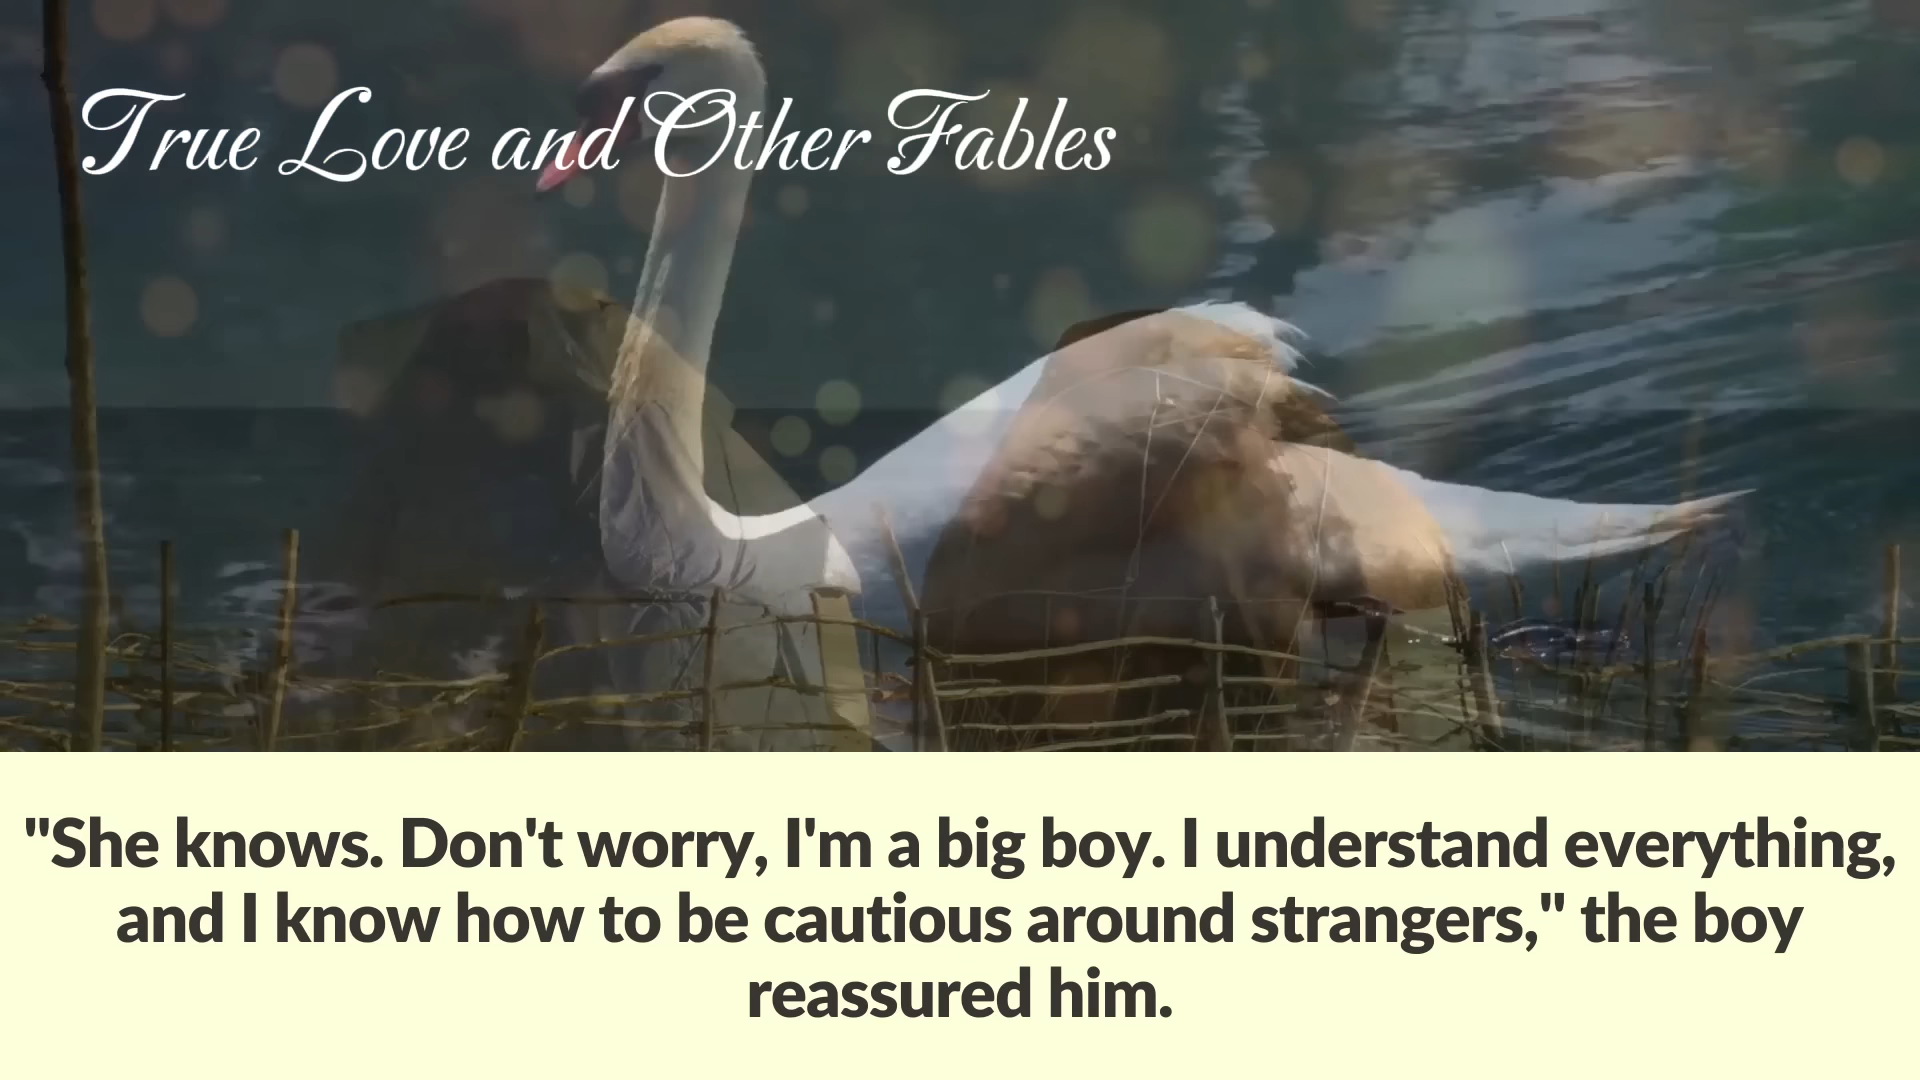 True Love and Other Fables
"She knows. Don't worry, I'm a big boy. I understand everything,
and I know how to be cautious around strangers," the boy
reassured him.